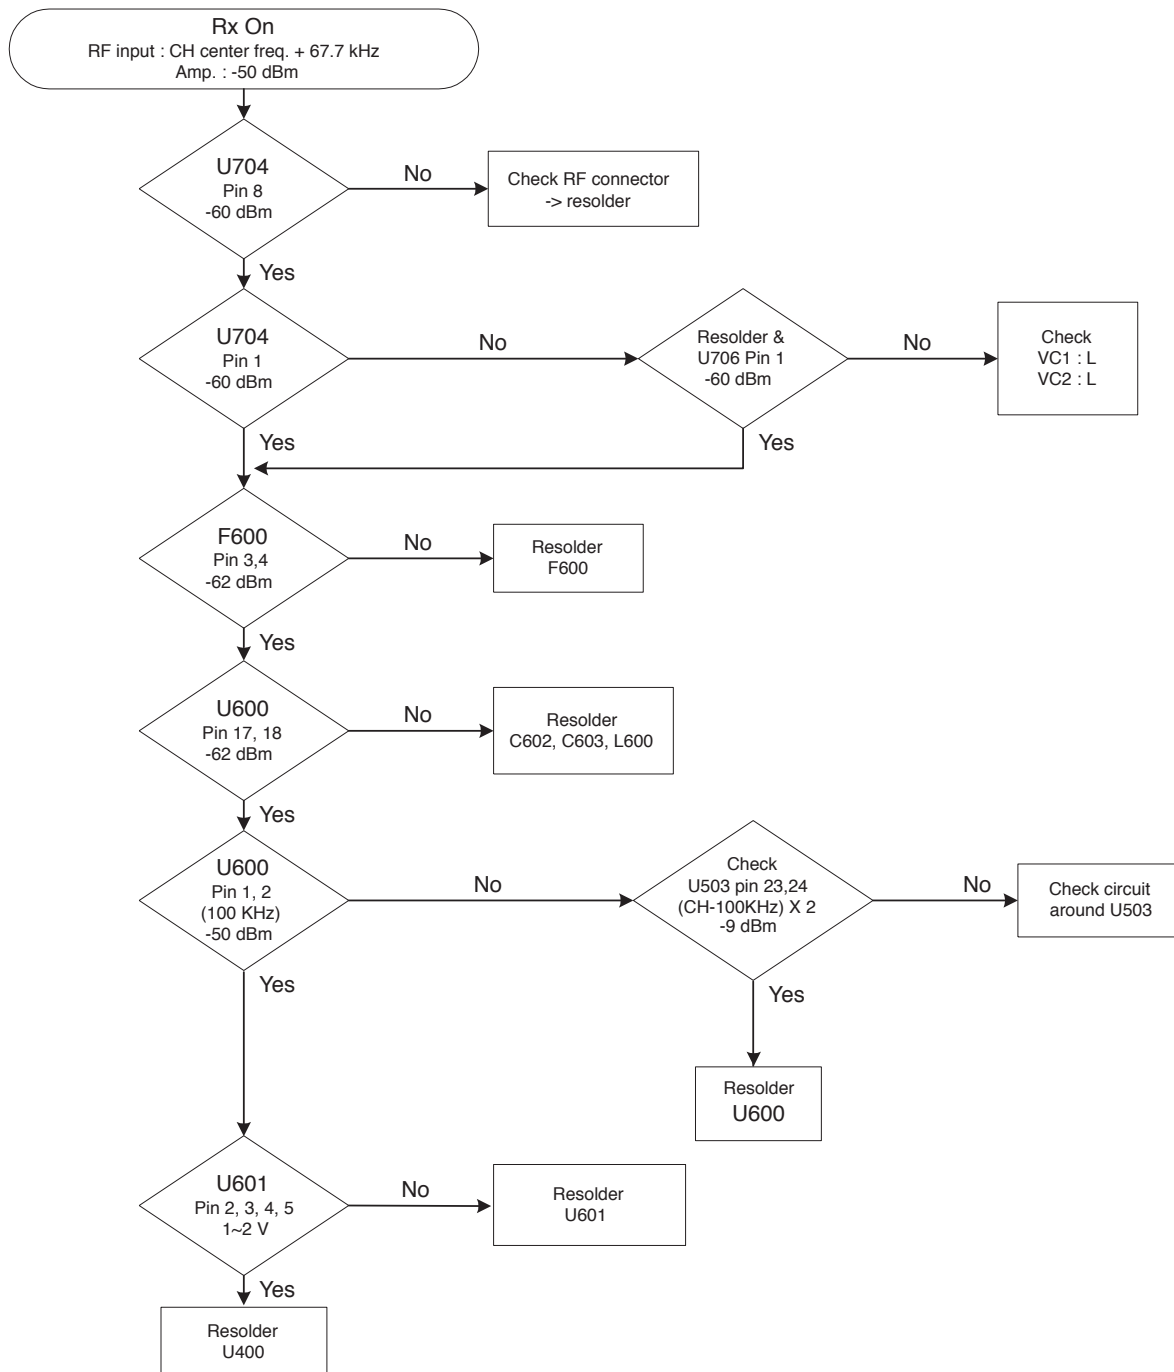 Rx On
RF input : CH center freq. + 67.7 kHz
Amp. : -50 dBm
U704
Pin 8
-60 dBm
No
Check RF connector
-> resolder
Yes
U704
Pin 1
-60 dBm
No
Resolder &
U706 Pin 1
-60 dBm
No
Check
VC1 : L
VC2 : L
Yes
Yes
F600
Pin 3,4
-62 dBm
No
Resolder
F600
Yes
U600
Pin 17, 18
-62 dBm
No
Resolder
C602, C603, L600
Yes
U600
Pin 1, 2
(100 KHz)
-50 dBm
No
Check
U503 pin 23,24
(CH-100KHz) X 2
-9 dBm
No
Check circuit
around U503
Yes
Yes
Resolder
U600
U601
Pin 2, 3, 4, 5
1~2 V
No
Resolder
U601
Yes
Resolder
U400